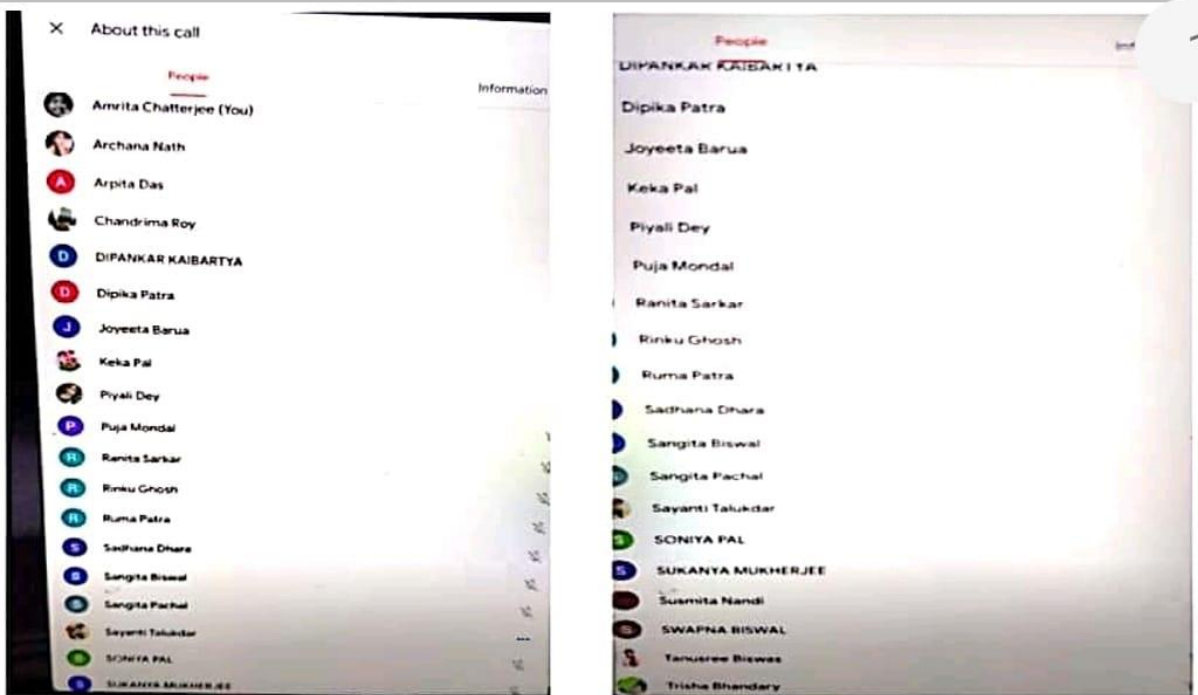 About this call
People
Information
Amrita Chatterjee (You)
Archana Nath
A
Arpita Das
Chandrima Roy
D
DIPANKAR KAIBARTYA
D
Dipika Patra
J
Joyeeta Barua
Keka Pal
Piyali Dey
P
Puja Mondal
R
Ranita Sarkar
R
Rinku Ghosh
R
Ruma Patra
S
Sadhana Dhara
S
Sangita Biswal
S
Sangita Pachal
Sayanti Talukdar
S
SONIYA PAL
S
SUKANYA MUKHERJEE
People
DIPANKAR KAIBARTYA
Dipika Patra
Joyeeta Barua
Keka Pal
Piyali Dey
Puja Mondal
Ranita Sarkar
Rinku Ghosh
Ruma Patra
Sadhana Dhara
Sangita Biswal
Sangita Pachal
Sayanti Talukdar
S
SONIYA PAL
S
SUKANYA MUKHERJEE
Susmita Nandi
S
SWAPNA BISWAL
Tanusree Biswas
Trisha Bhandary